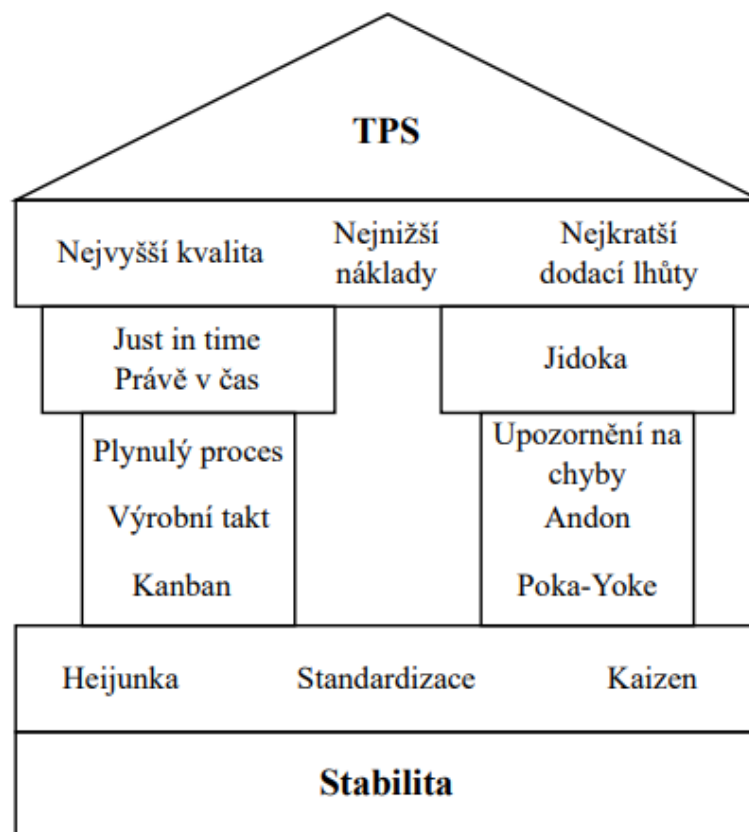 TPS
Nejvyšší kvalita
Nejnižší
náklady
Nejkratší
dodací lhůty
Just in time
Právě v čas
Jidoka
Plynulý proces
Výrobní takt
Kanban
Upozornění na
chyby
Andon
Poka-Yoke
Heijunka
Standardizace
Kaizen
Stabilita